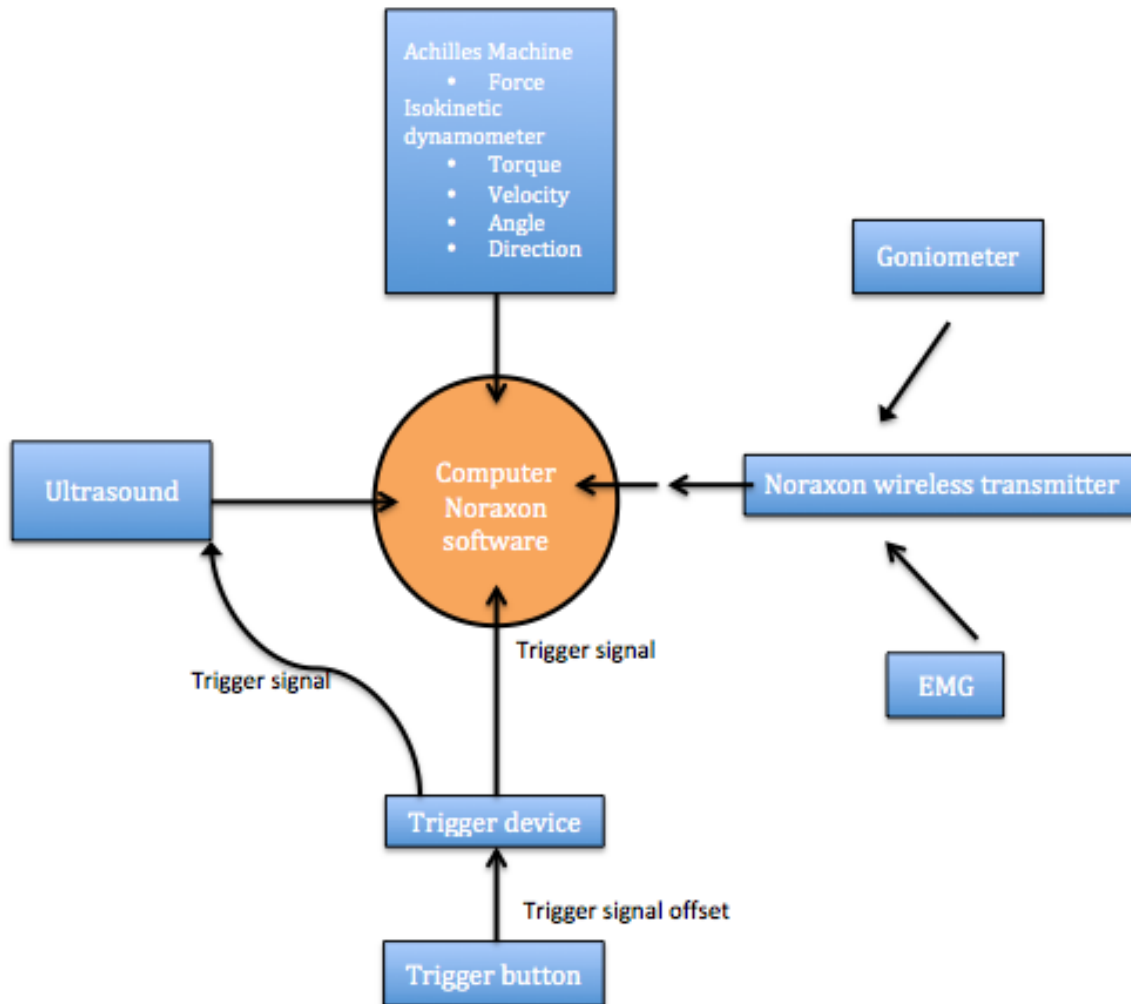 Achilles Machine
• Force
Isokinetic
dynamometer
• Torque
• Velocity
• Angle
• Direction
Goniometer
Ultrasound
Computer
Noraxon
software
Noraxon wireless transmitter
Trigger signal
Trigger signal
EMG
Trigger device
Trigger signal offset
Trigger button